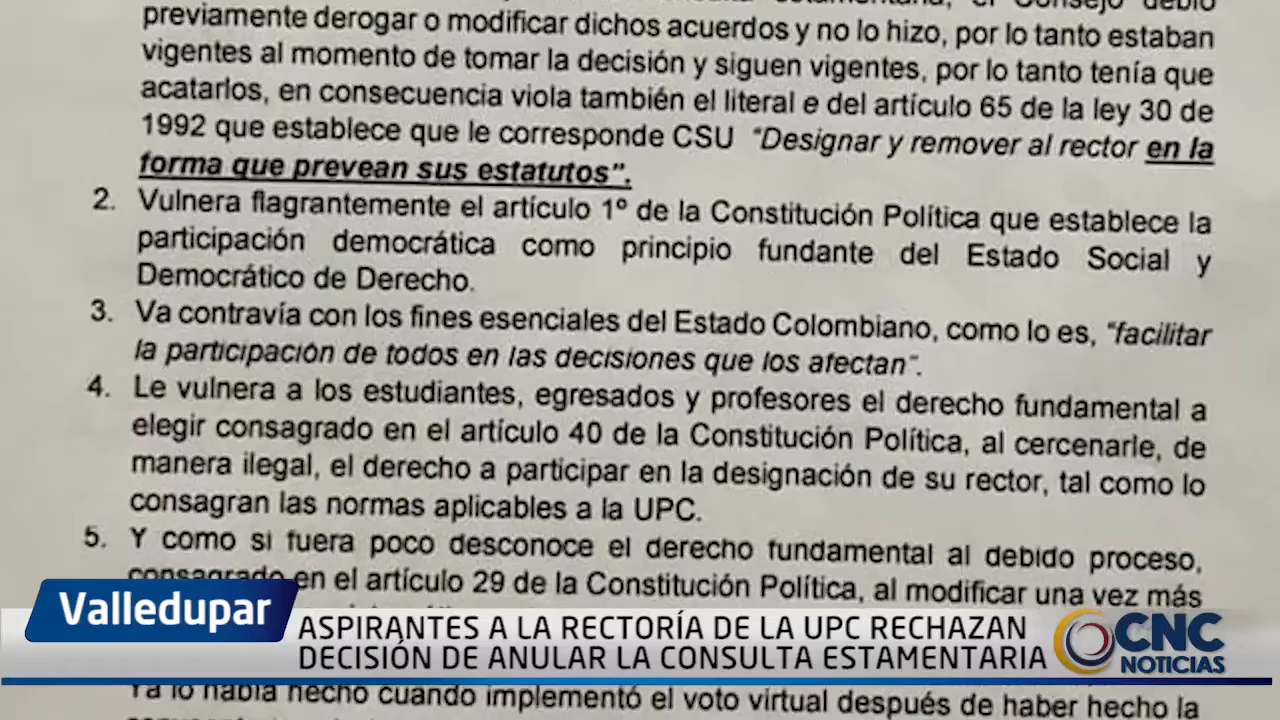 previamente derogar o modificar dichos acuerdos y no lo hizo, por lo tanto estaban
vigentes al momento de tomar la decisión y siguen vigentes, por lo tanto tenía que
acatarlos, en consecuencia viola también el literal e del artículo 65 de la ley 30 de
1992 que establece que le corresponde CSU “Designar y remover al rector en la
forma que prevean sus estatutos”.
2. Vulnera flagrantemente el artículo 1º de la Constitución Política que establece la
participación democrática como principio fundante del Estado Social y
Democrático de Derecho.
3. Va contravía con los fines esenciales del Estado Colombiano, como lo es, “facilitar
la participación de todos en las decisiones que los afectan”.
4. Le vulnera a los estudiantes, egresados y profesores el derecho fundamental a
elegir consagrado en el artículo 40 de la Constitución Política, al cercenarle, de
manera ilegal, el derecho a participar en la designación de su rector, tal como lo
consagran las normas aplicables a la UPC.
5. Y como si fuera poco desconoce el derecho fundamental al debido proceso,
consagrado en el artículo 29 de la Constitución Política, al modificar una vez más
Valledupar
ASPIRANTES A LA RECTORÍA DE LA UPC RECHAZAN
DECISIÓN DE ANULAR LA CONSULTA ESTAMENTARIA
CNC
NOTICIAS
Ya lo había hecho cuando implementó el voto virtual después de haber hecho la